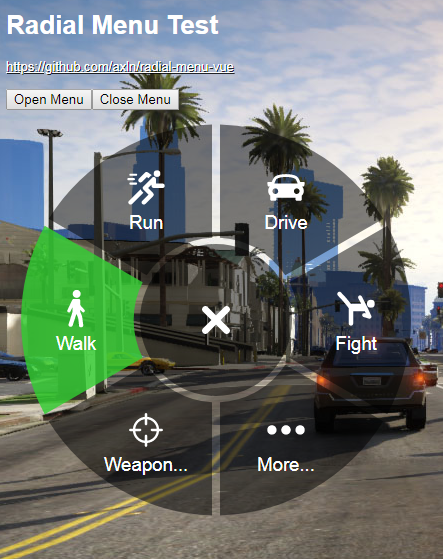 Radial Menu Test
https://github.com/axln/radial-menu-vue
Open Menu Close Menu
Run Drive
Walk Fight
Weapon... More...